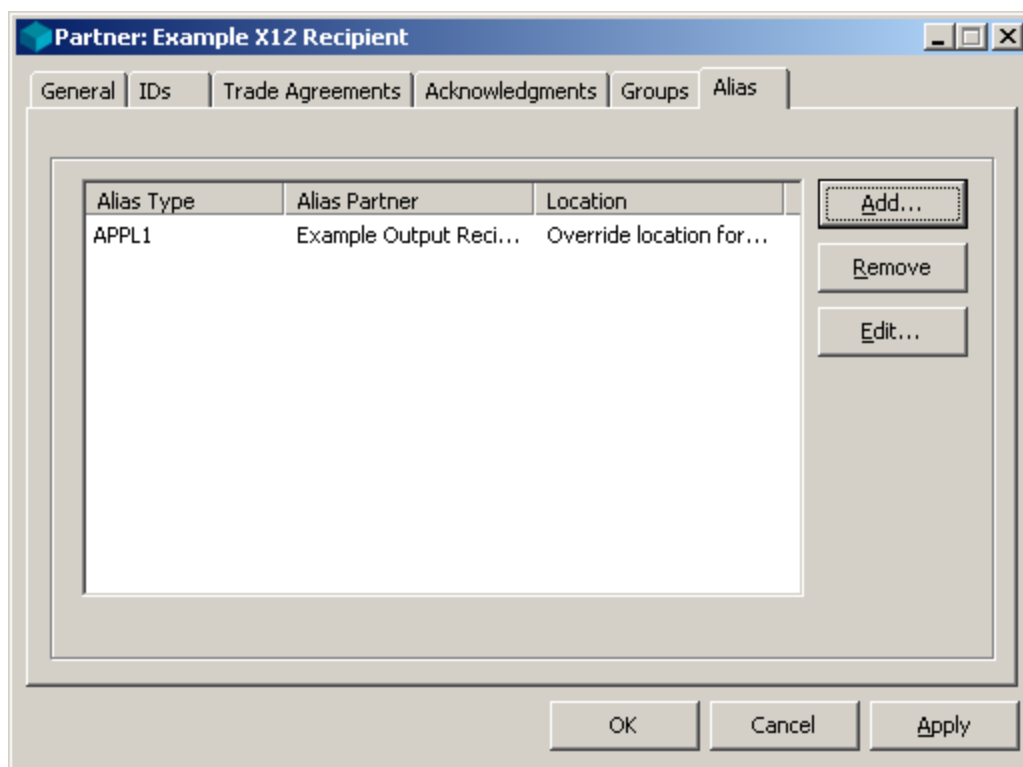 Partner: Example X12 Recipient
General IDs Trade Agreements Acknowledgments Groups Alias
Alias Type Alias Partner Location
APPL1 Example Output Reci... Override location for...
Add...
Remove
Edit...
OK Cancel Apply